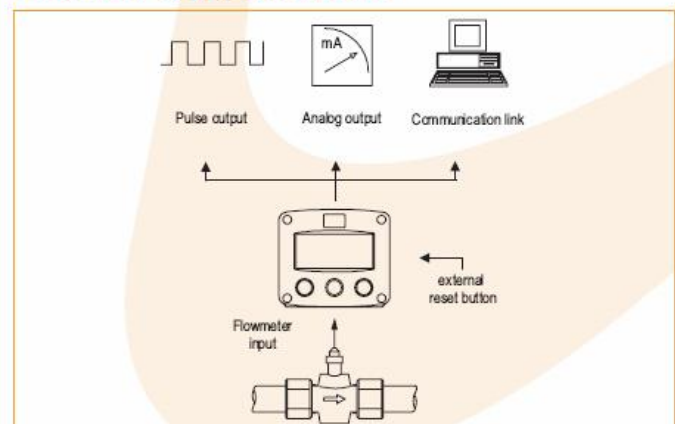 mA
Pulse output
Analog output
Communication link
external
reset button
Flowmeter
input